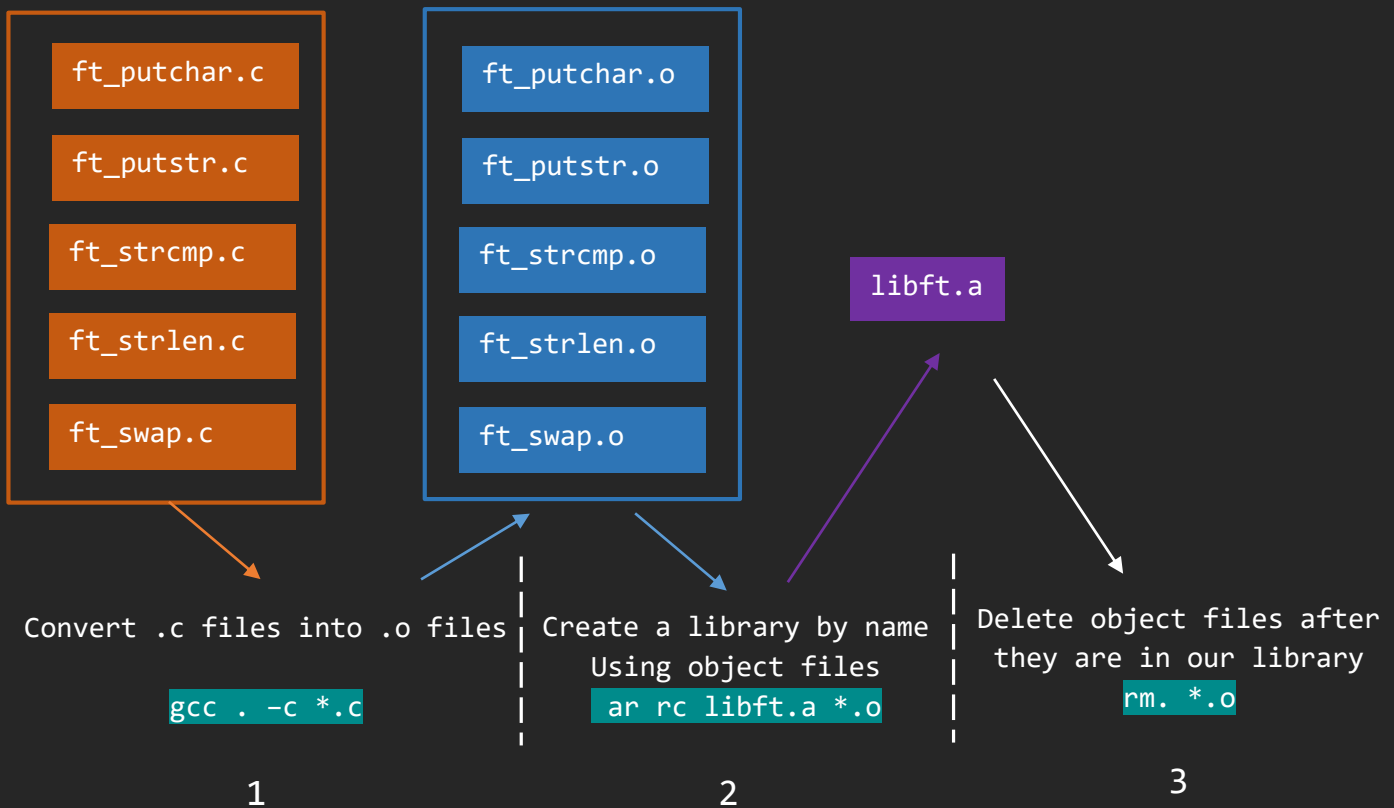 ft_putchar.c
ft_putstr.c
ft_strcmp.c
ft_strlen.c
ft_swap.c
ft_putchar.o
ft_putstr.o
ft_strcmp.o
ft_strlen.o
ft_swap.o
libft.a
Convert .c files into .o files
gcc . –c *.c
1
Create a library by name
Using object files
ar rc libft.a *.o
2
Delete object files after
they are in our library
rm. *.o
3